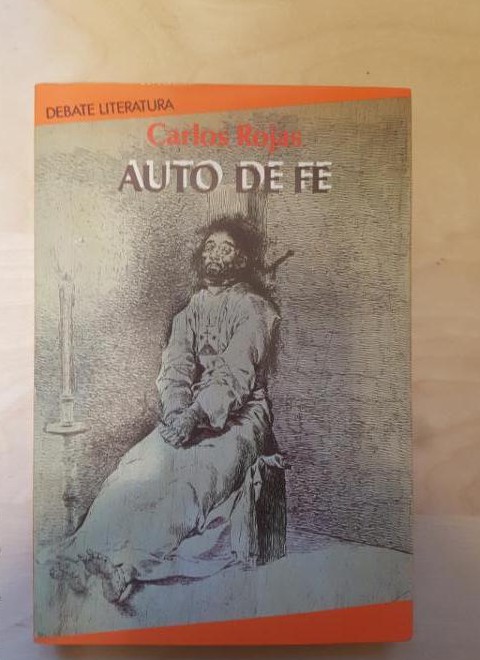 DEBATE LITERATURA
Carlos Rojas
AUTO DE FE